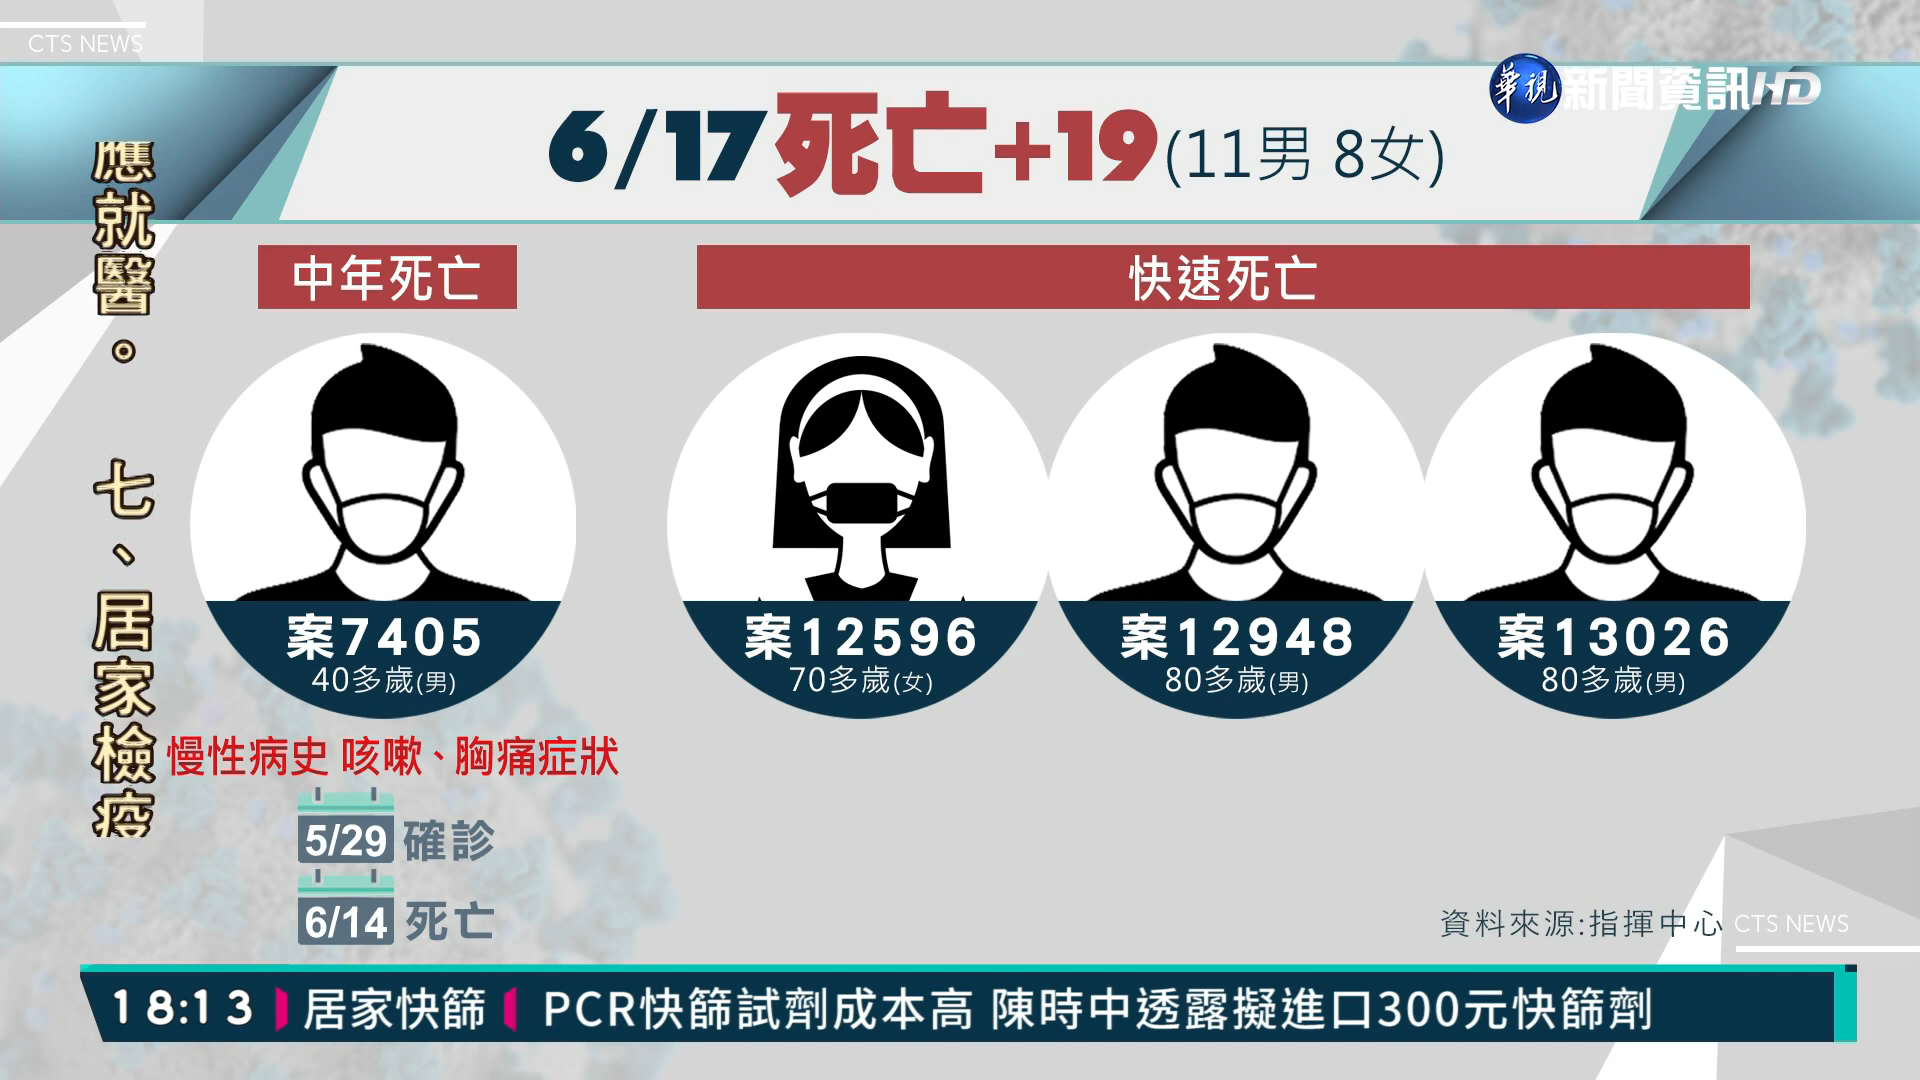 CTS NEWS
華視新聞資訊HD
6/17死亡+19(11男 8女)
應就醫。 七、居家檢疫
中年死亡
快速死亡
案7405
40多歲(男)
案12596
70多歲(女)
案12948
80多歲(男)
案13026
80多歲(男)
慢性病史 咳嗽、胸痛症狀
5/29 確診
6/14 死亡
資料來源:指揮中心
CTS NEWS
18:13 居家快篩 PCR快篩試劑成本高 陳時中透露擬進口300元快篩劑